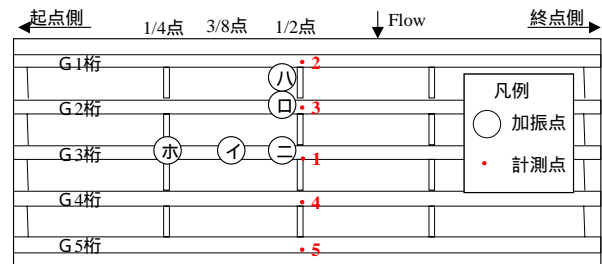 起点側
終点側
1/4点 3/8点 1/2点 Flow
G1桁
2
ハ
凡例
G2桁
ロ
3
加振点
G3桁
ホ
イ
ニ
1
計測点
G4桁
4
G5桁
5